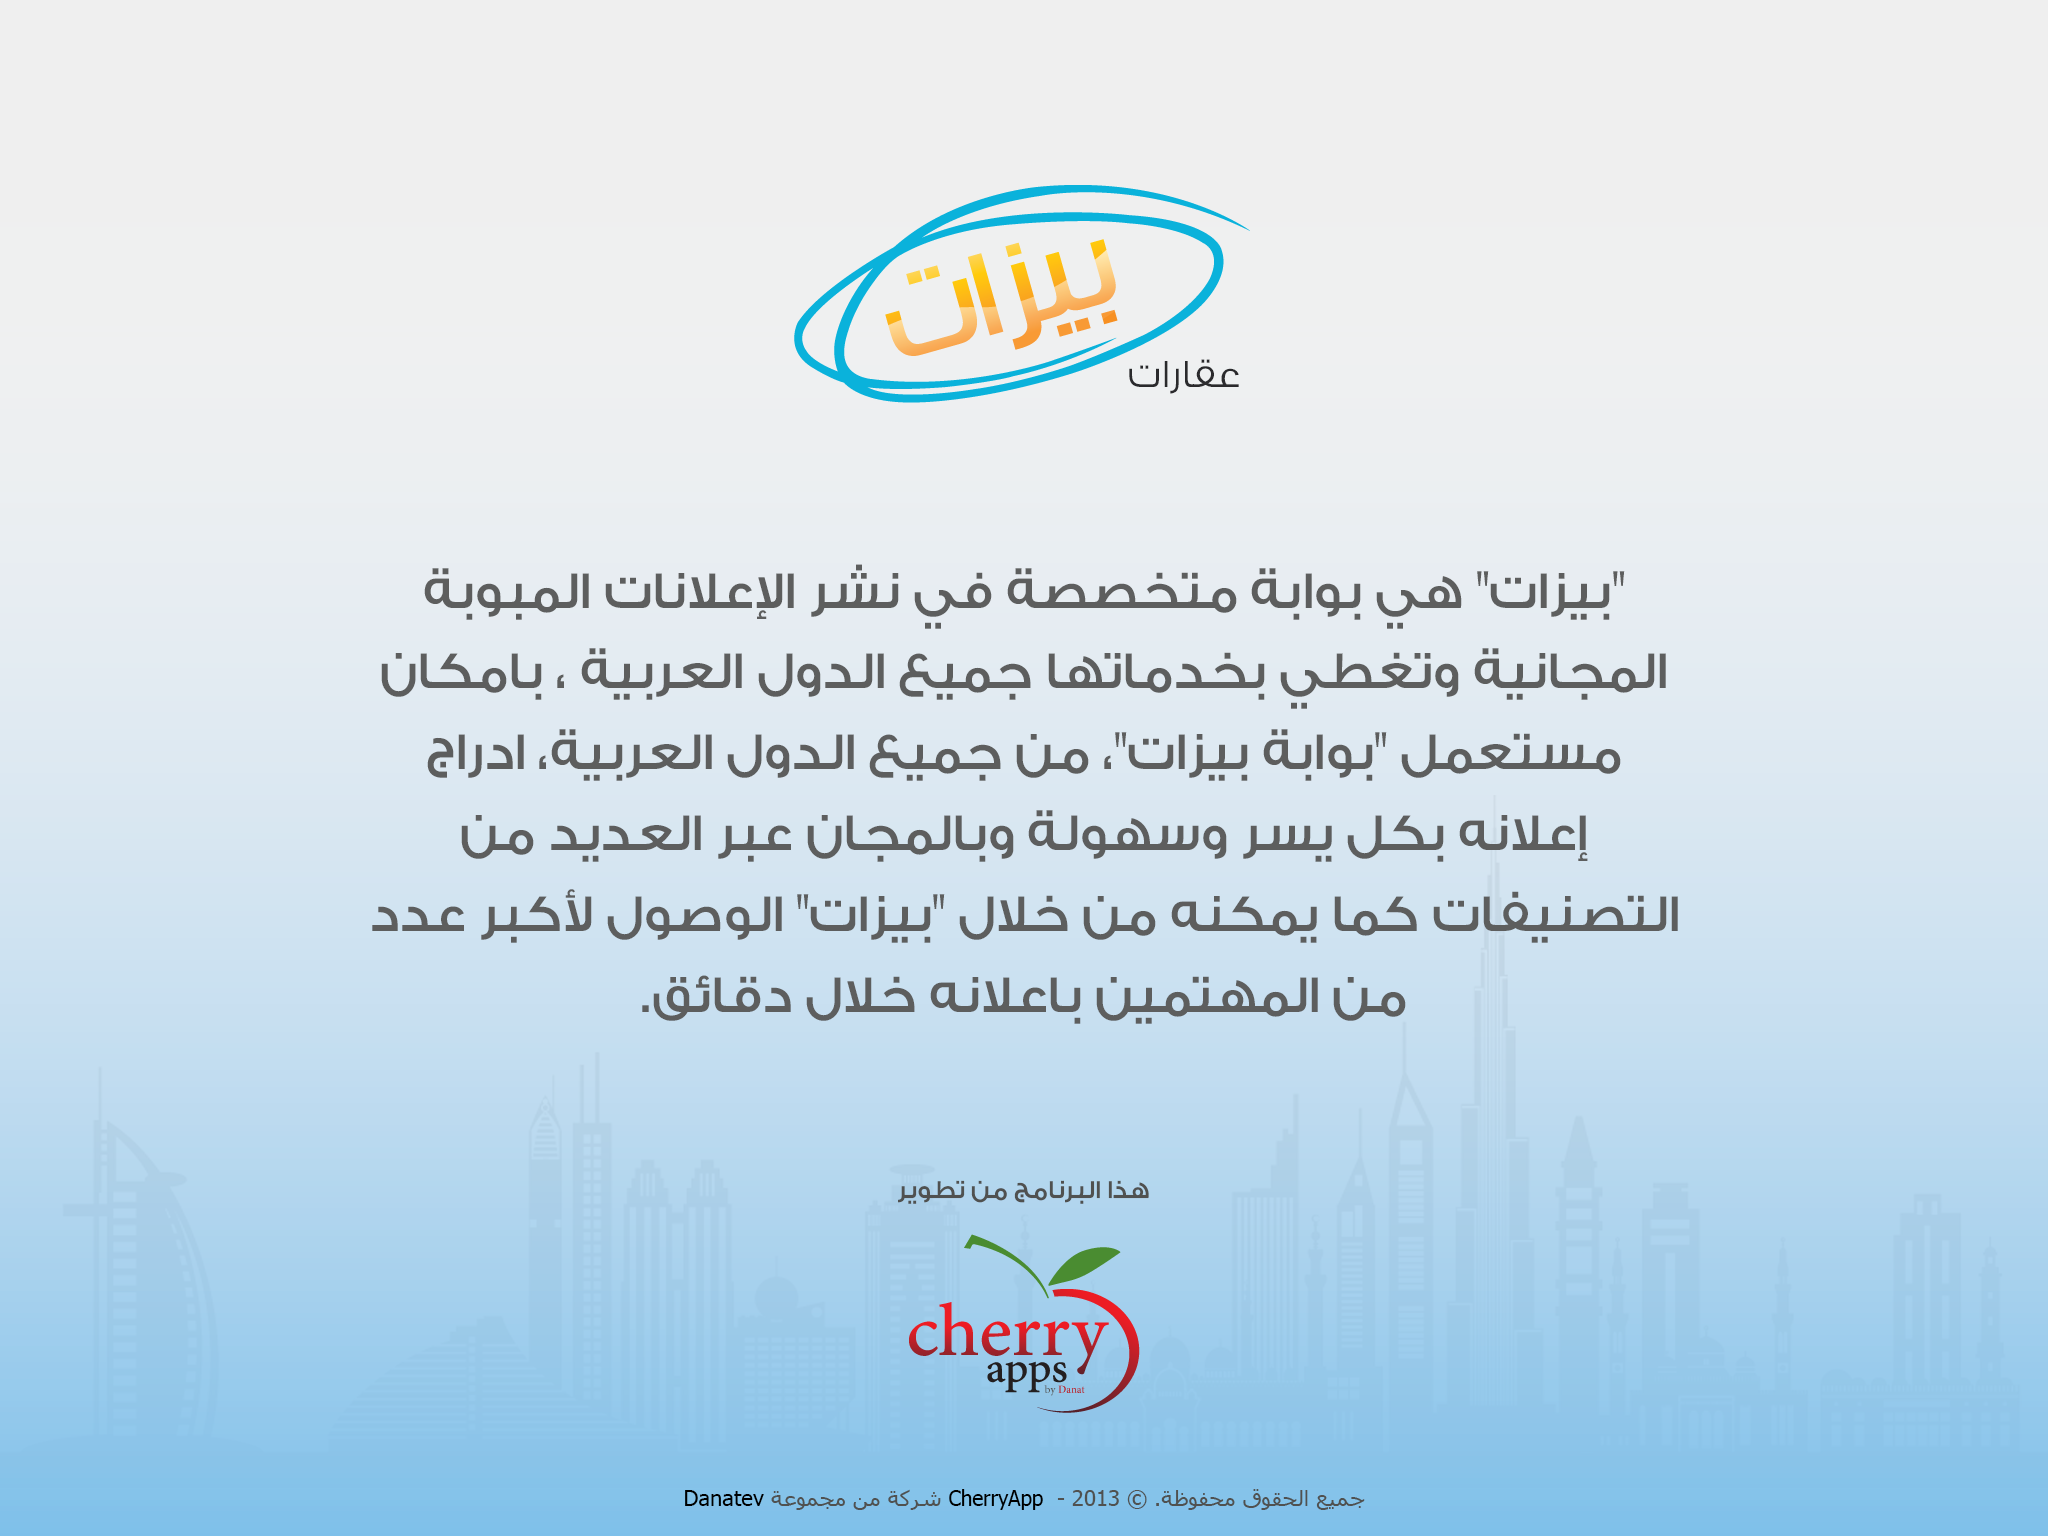 بيزات
عقارات
"بيزات" هي بوابة متخصصة في نشر الإعلانات المبوبة
المجانية وتغطي بخدماتها جميع الدول العربية ، بامكان
مستعمل "بوابة بيزات"، من جميع الدول العربية، ادراج
إعلانه بكل يسر وسهولة وبالمجان عبر العديد من
التصنيفات كما يمكنه من خلال "بيزات" الوصول لأكبر عدد
من المهتمين باعلانه خلال دقائق.
هذا البرنامج من تطوير
cherry
apps
by Danat
جميع الحقوق محفوظة. © 2013 - CherryApp شركة من مجموعة Danatev